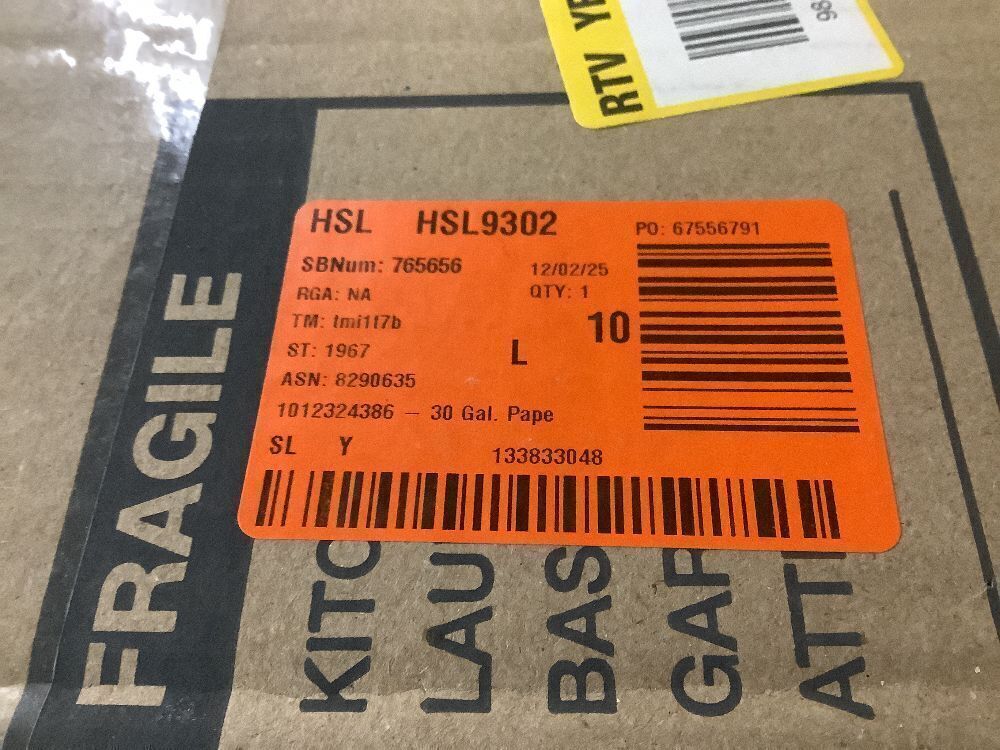 RTV
HSL HSL9302
PO: 67556791
SBNum: 765656
12/02/25
RGA: NA
QTY: 1
TM: tmi1f7b
10
ST: 1967
L
ASN: 8290635
1012324386 – 30 Gal. Pape
SL Y
133833048
FRAGILE
KITC
LAU
BAS
GAR
ATT